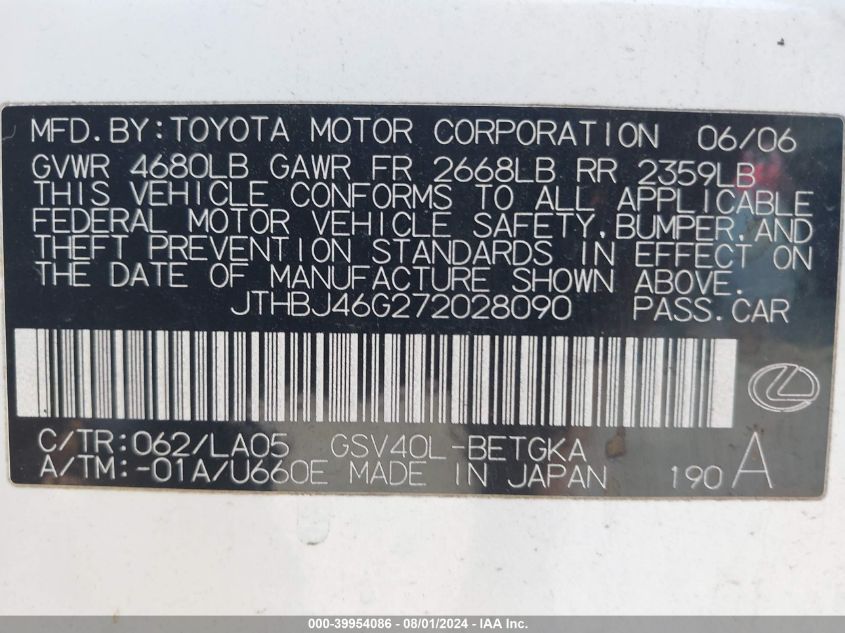 MFD.BY:TOYOTA MOTOR CORPORATION 06/06
GVWR 4680LB GAWR FR 2668LB RR 2359LB
THIS VEHICLE CONFORMS TO ALL APPLICABLE
FEDERAL MOTOR VEHICLE SAFETY,BUMPER,AND
THEFT PREVENTION STANDARDS IN EFFECT ON
THE DATE OF MANUFACTURE SHOWN ABOVE.
JTHBJ46G272028090 PASS.CAR
C/TR:062/LA05 GSV40L-BETGKA
A/TM:-01A/U660E MADE IN JAPAN 190 A
000-39954086 - 08/01/2024 - IAA, Inc.